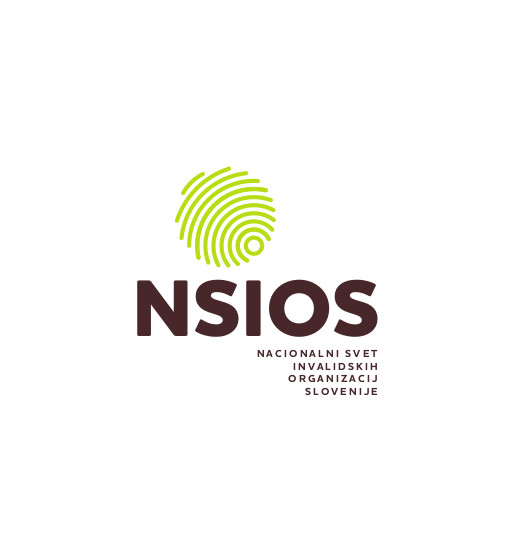 NSIOS
NACIONALNI SVET
INVALIDSKIH
ORGANIZACIJ
SLOVENIJE